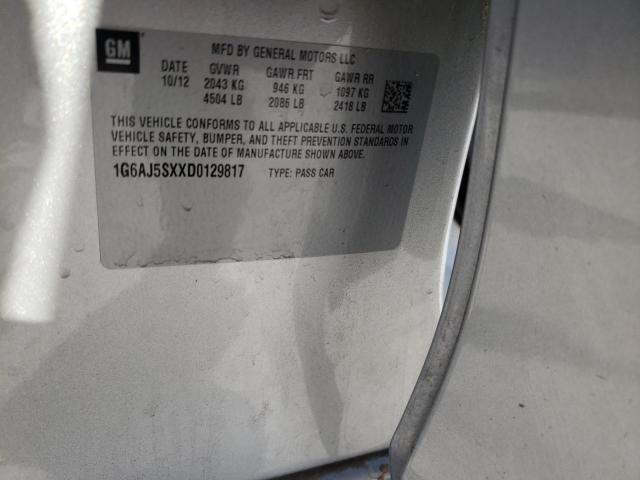 GM
MFD BY GENERAL MOTORS LLC
DATE GVWR GAWR FRT GAWR RR
10/12 2043 KG 946 KG 1097 KG
4504 LB 2086 LB 2418 LB
THIS VEHICLE CONFORMS TO ALL APPLICABLE U.S. FEDERAL MOTOR
VEHICLE SAFETY, BUMPER, AND THEFT PREVENTION STANDARDS IN
EFFECT ON THE DATE OF MANUFACTURE SHOWN ABOVE.
1G6AJ5SXXD0129817 TYPE: PASS CAR